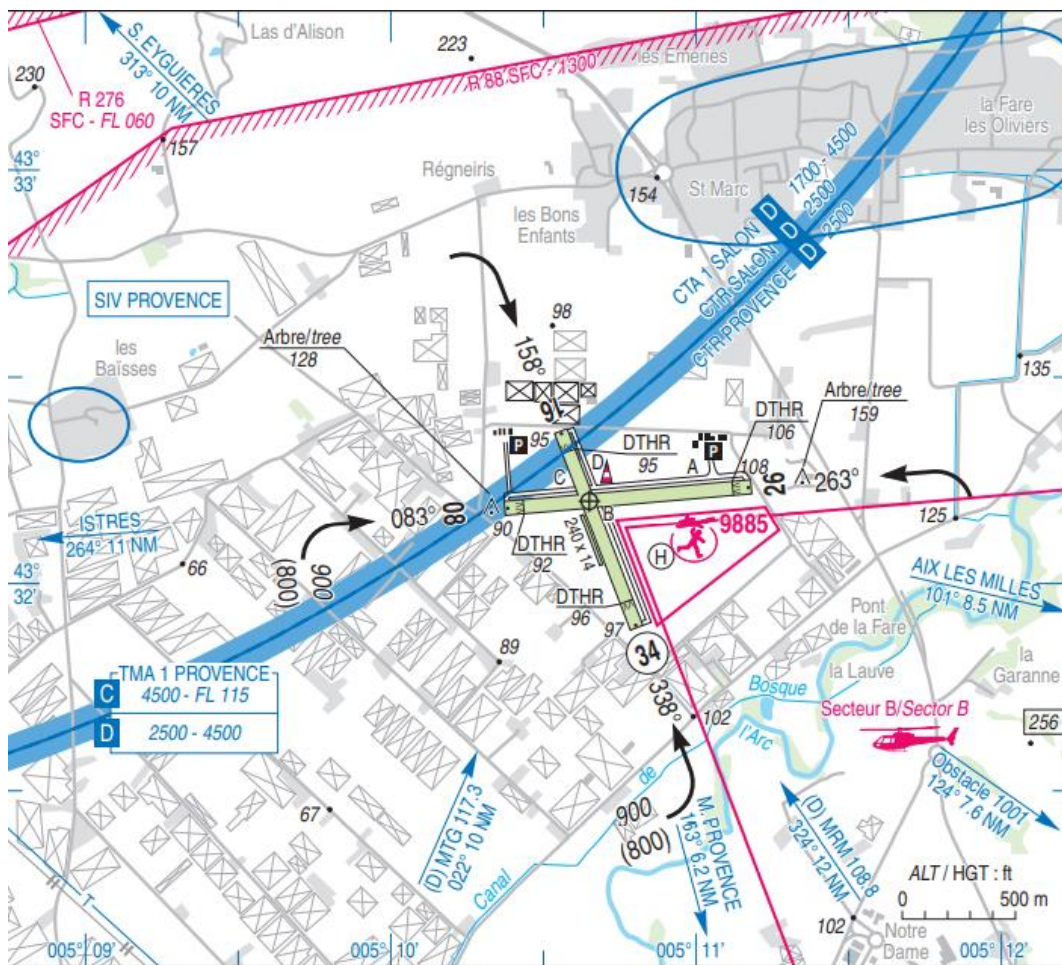 Las d'Alison
S.EYGUIERES
313° 10 NM
223
les Emeries
R 88 SFC - 1300
230
R 276
SFC - FL 060
157
la Fare
les Oliviers
43°
33'
Régneiris
154
St Marc
les Bons
Enfants
D 1700 - 4500
D 2500
D 2500
CTA 1 SALON
CTR SALON
CTR PROVENCE
SIV PROVENCE
les
Baïsses
Arbre/tree
128
98
158°
135
16
95
DTHR
95
DTHR
106
Arbre/tree
159
P
P
C
D
A
108
26
263°
083°
08
90
B
ISTRES
264° 11 NM
DTHR
92
240 x 14
9885
H
125
900
(800)
43°
32'
66
DTHR
96
97
AIX LES MILLES
101° 8.5 NM
Pont
de la Fare
34
89
la Lauve
la
Garanne
TMA 1 PROVENCE
C 4500 - FL 115
D 2500 - 4500
338°
102
Bosque
l'Arc
Secteur B/Sector B
256
de
Canal
67
(D) MTG 117.3
022° 10 NM
900
(800)
M.PROVENCE
163° 6.2 NM
(D) MRM 108.8
324° 12 NM
Obstacle 1001
124° 7.6 NM
ALT / HGT : ft
0 500 m
T
102
Notre
Dame
005° 09'
005° 10'
005° 11'
005° 12'